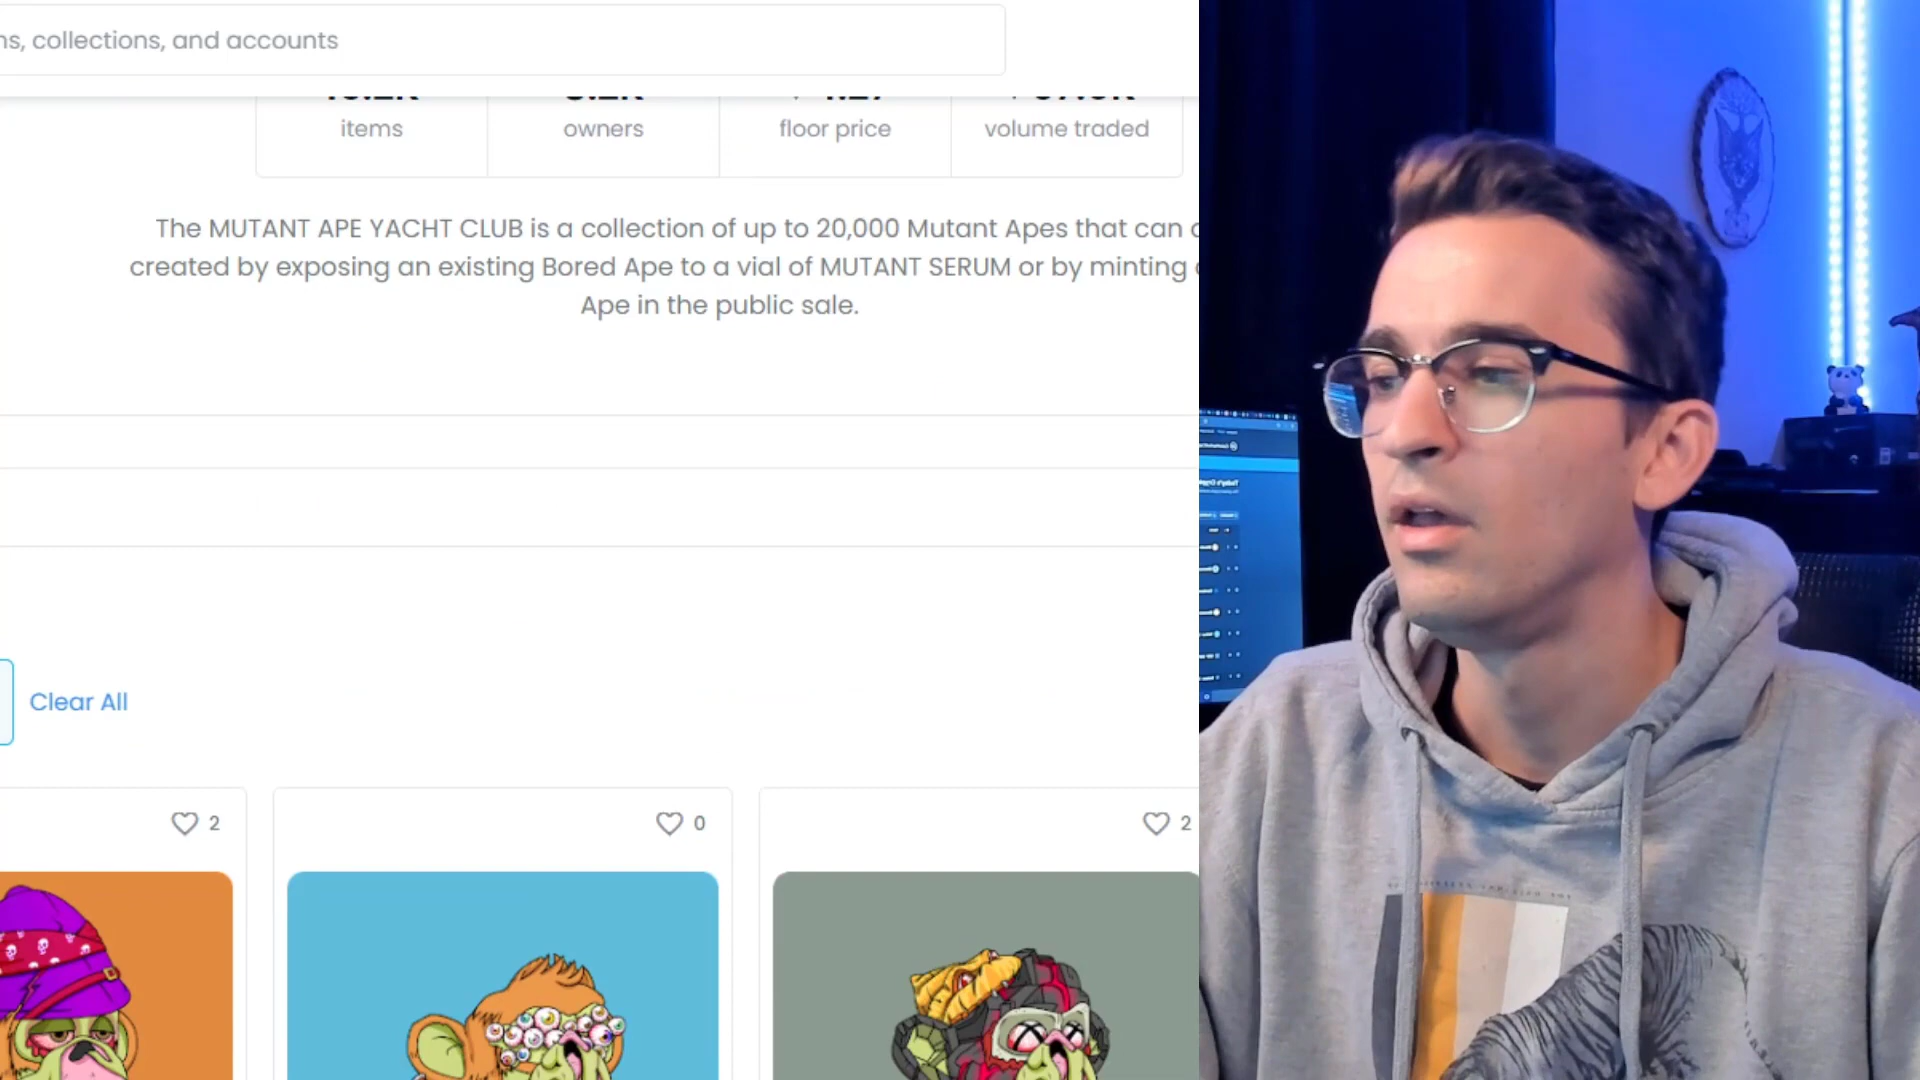 ns, collections, and accounts
items
owners
floor price
volume traded
The MUTANT APE YACHT CLUB is a collection of up to 20,000 Mutant Apes that can
created by exposing an existing Bored Ape to a vial of MUTANT SERUM or by minting
Ape in the public sale.
Clear All
2
0
2